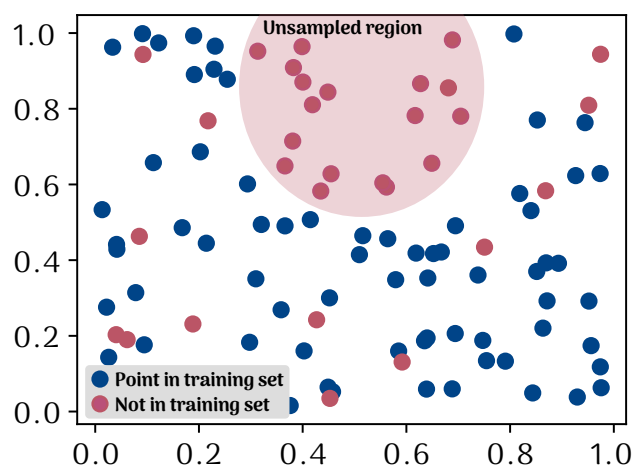 Unsampled region
1.0
0.8
0.6
0.4
0.2
0.0
Point in training set
Not in training set
0.0 0.2 0.4 0.6 0.8 1.0